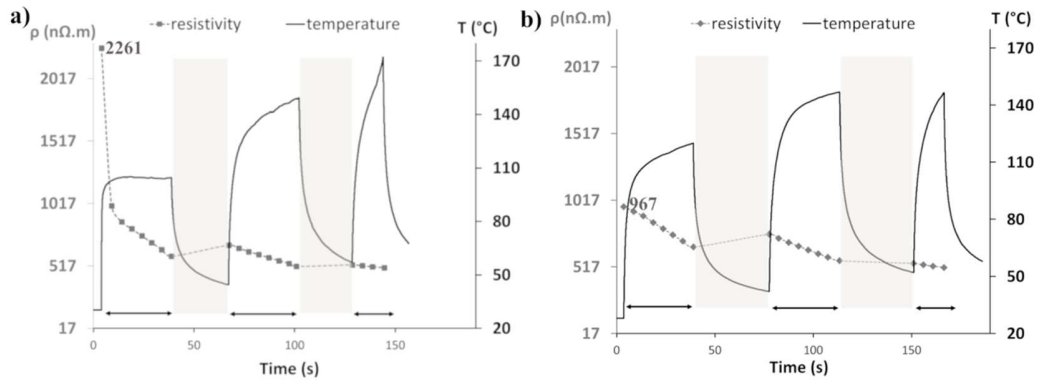 a)
ρ (nΩ.m)
resistivity
temperature
T (°C)
2261
2017
1517
1017
517
17
170
140
110
80
50
20
0
50
100
150
Time (s)
b)
ρ(nΩ.m)
resistivity
temperature
T (°C)
967
2017
1517
1017
517
17
170
140
110
80
50
20
0
50
100
150
Time (s)